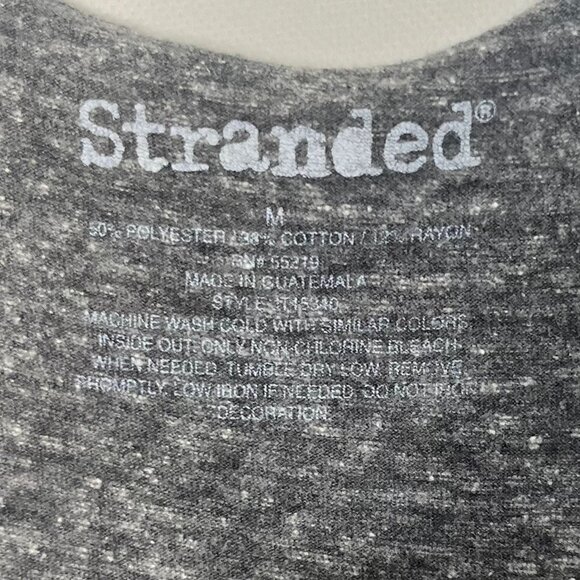 Stranded®
M
50% POLYESTER / 38% COTTON / 12% RAYON
RN# 55219
MADE IN GUATEMALA
STYLE #
MACHINE WASH COLD WITH SIMILAR COLORS
INSIDE OUT. ONLY NON-CHLORINE BLEACH
WHEN NEEDED. TUMBLE DRY LOW. REMOVE
PROMPTLY. LOW IRON IF NEEDED. DO NOT IRON
DECORATION.